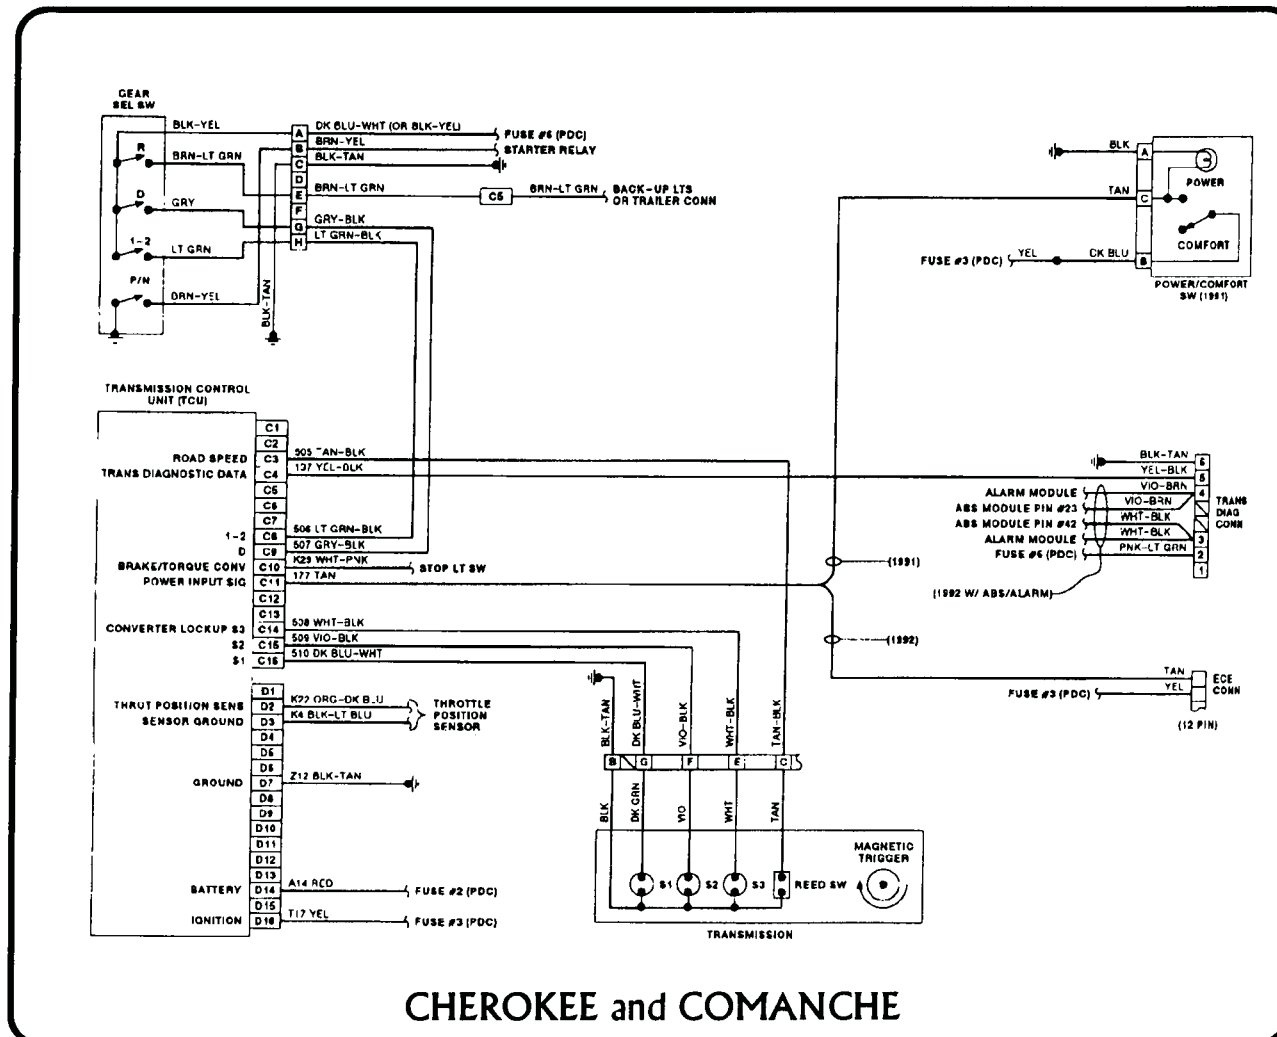 GEAR
SEL SW
BLK-YEL
R
BRN-LT GRN
D
GRY
1-2
LT GRN
P/N
BRN-YEL
A
B
C
D
E
F
G
H
DK BLU-WHT (OR BLK-YEL)
FUSE #6 (PDC)
BRN-YEL
STARTER RELAY
BLK-TAN
BRN-LT GRN
C5
BRN-LT GRN
BACK-UP LTS
OR TRAILER CONN
GRY-BLK
LT GRN-BLK
BLK-TAN
BLK
A
POWER
TAN
C
COMFORT
FUSE #3 (PDC)
YEL
DK BLU
B
POWER/COMFORT
SW (1991)
TRANSMISSION CONTROL
UNIT (TCU)
C1
C2
ROAD SPEED C3 505 TAN-BLK
TRANS DIAGNOSTIC DATA C4 137 YEL-BLK
C5
C6
C7
1-2 C8 506 LT GRN-BLK
D C9 507 GRY-BLK
BRAKE/TORQUE CONV C10 K29 WHT-PNK STOP LT SW
POWER INPUT SIG C11 177 TAN
C12
C13
CONVERTER LOCKUP S3 C14 508 WHT-BLK
S2 C15 509 VIO-BLK
S1 C16 510 DK BLU-WHT
D1
THROT POSITION SENS D2 K22 ORG-DK BLU
SENSOR GROUND D3 K4 BLK-LT BLU
THROTTLE
POSITION
SENSOR
D4
D5
D6
GROUND D7 Z12 BLK-TAN
D8
D9
D10
D11
D12
D13
BATTERY D14 A14 RED FUSE #2 (PDC)
D15
IGNITION D16 T17 YEL FUSE #3 (PDC)
BLK-TAN
6
YEL-BLK
5
ALARM MODULE
VIO-BRN
4
ABS MODULE PIN #23
VIO-BRN
ABS MODULE PIN #42
WHT-BLK
ALARM MODULE
WHT-BLK
3
FUSE #6 (PDC)
PNK-LT GRN
2
1
TRANS
DIAG
CONN
(1991)
(1992 W/ ABS/ALARM)
(1992)
TAN
FUSE #3 (PDC)
YEL
ECE
CONN
(12 PIN)
BLK-TAN
DK BLU-WHT
VIO-BLK
WHT-BLK
TAN-BLK
B
G
F
E
C
BLK
DK GRN
VIO
WHT
TAN
S1
S2
S3
REED SW
MAGNETIC
TRIGGER
TRANSMISSION
CHEROKEE and COMANCHE